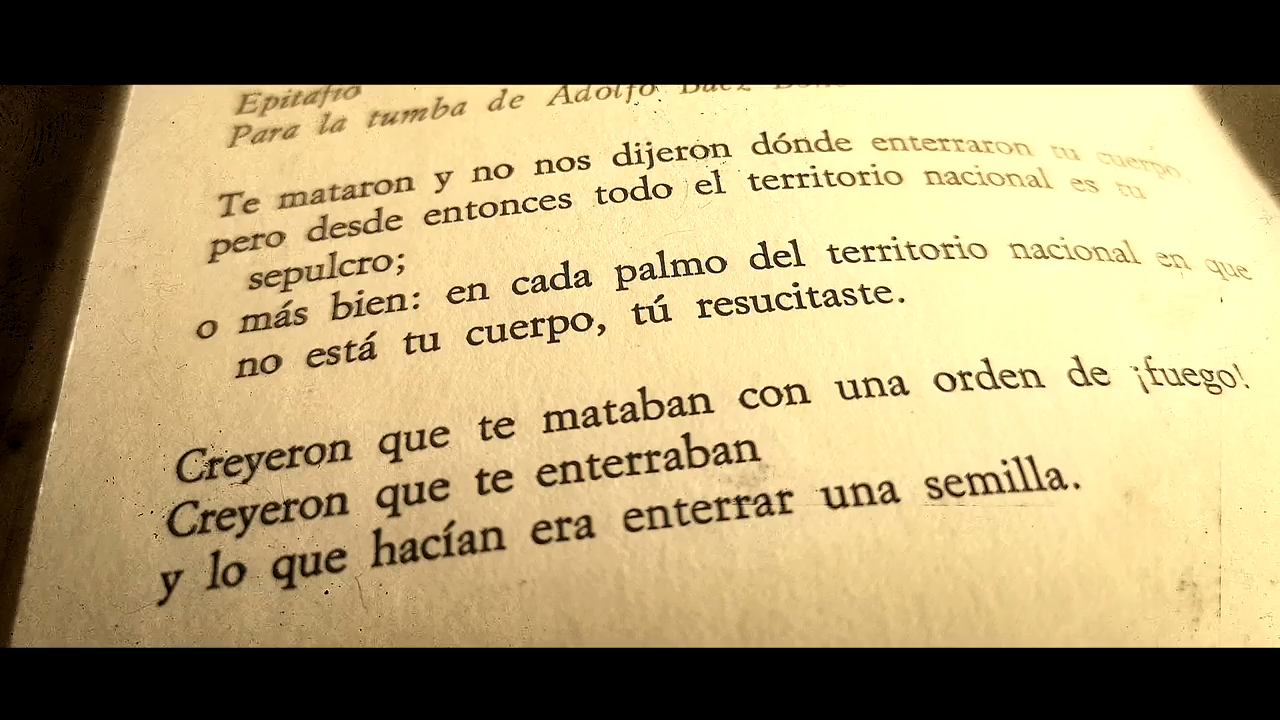 Epitafio
Para la tumba de Adolfo Báez
Te mataron y no nos dijeron dónde enterraron tu cuerpo
pero desde entonces todo el territorio nacional es tu
sepulcro;
o más bien: en cada palmo del territorio nacional en que
no está tu cuerpo, tú resucitaste.
Creyeron que te mataban con una orden de ¡fuego!
Creyeron que te enterraban
y lo que hacían era enterrar una semilla.